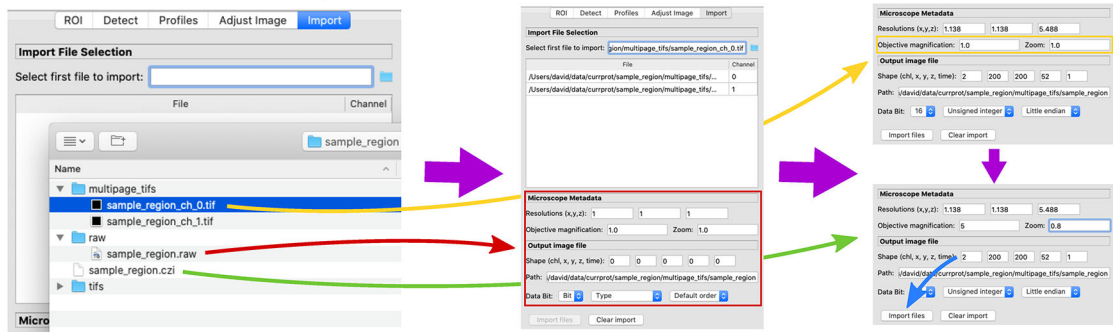 ROI Detect Profiles Adjust Image Import
Import File Selection
Select first file to import:
File Channel
sample_region
Name
multipage_tifs
sample_region_ch_0.tif
sample_region_ch_1.tif
raw
sample_region.raw
sample_region.czi
tifs
Micro
ROI Detect Profiles Adjust Image Import
Import File Selection
Select first file to import: gion/multipage_tifs/sample_region_ch_0.tif
File Channel
/Users/david/data/currprot/sample_region/multipage_tifs/... 0
/Users/david/data/currprot/sample_region/multipage_tifs/... 1
Microscope Metadata
Resolutions (x,y,z): 1 1 1
Objective magnification: 1.0 Zoom: 1.0
Output image file
Shape (chl, x, y, z, time): 0 0 0 0 0
Path: /david/data/currprot/sample_region/multipage_tifs/sample_region
Data Bit: Bit Type Default order
Import files Clear import
Microscope Metadata
Resolutions (x,y,z): 1.138 1.138 5.488
Objective magnification: 1.0 Zoom: 1.0
Output image file
Shape (chl, x, y, z, time): 2 200 200 52 1
Path: /david/data/currprot/sample_region/multipage_tifs/sample_region
Data Bit: 16 Unsigned integer Little endian
Import files Clear import
Microscope Metadata
Resolutions (x,y,z): 1.138 1.138 5.488
Objective magnification: 5 Zoom: 0.8
Output image file
Shape (chl, x, y, z, time): 2 200 200 52 1
Path: /david/data/currprot/sample_region/multipage_tifs/sample_region
Data Bit: Unsigned integer Little endian
Import files Clear import